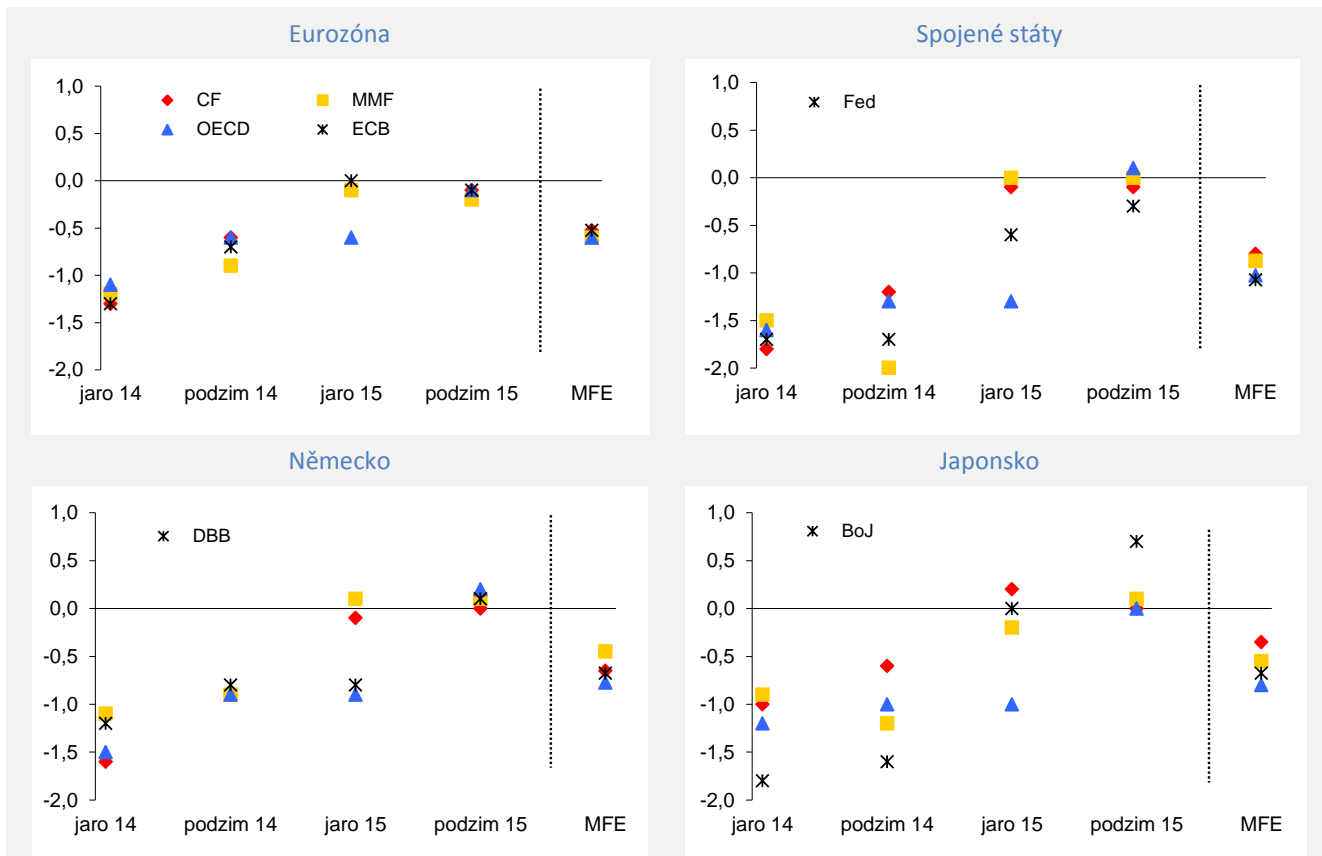 Eurozóna
1,0
0,5
0,0
-0,5
-1,0
-1,5
-2,0
CF MMF
OECD ECB
jaro 14 podzim 14 jaro 15 podzim 15 MFE
Spojené státy
1,0
0,5
0,0
-0,5
-1,0
-1,5
-2,0
Fed
jaro 14 podzim 14 jaro 15 podzim 15 MFE
Německo
1,0
0,5
0,0
-0,5
-1,0
-1,5
-2,0
DBB
jaro 14 podzim 14 jaro 15 podzim 15 MFE
Japonsko
1,0
0,5
0,0
-0,5
-1,0
-1,5
-2,0
BoJ
jaro 14 podzim 14 jaro 15 podzim 15 MFE